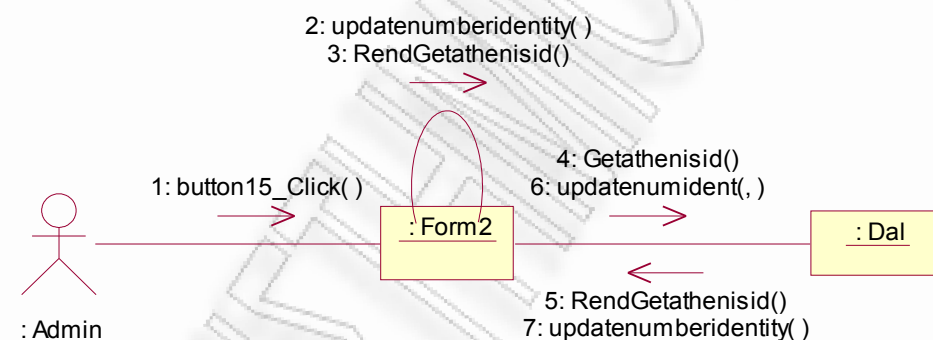 2: updatenumberidentity( )
3: RendGetathenisid()
4: Getathenisid()
1: button15_Click( )
6: updatenumident(, )
: Form2
: Dal
5: RendGetathenisid()
: Admin
7: updatenumberidentity( )